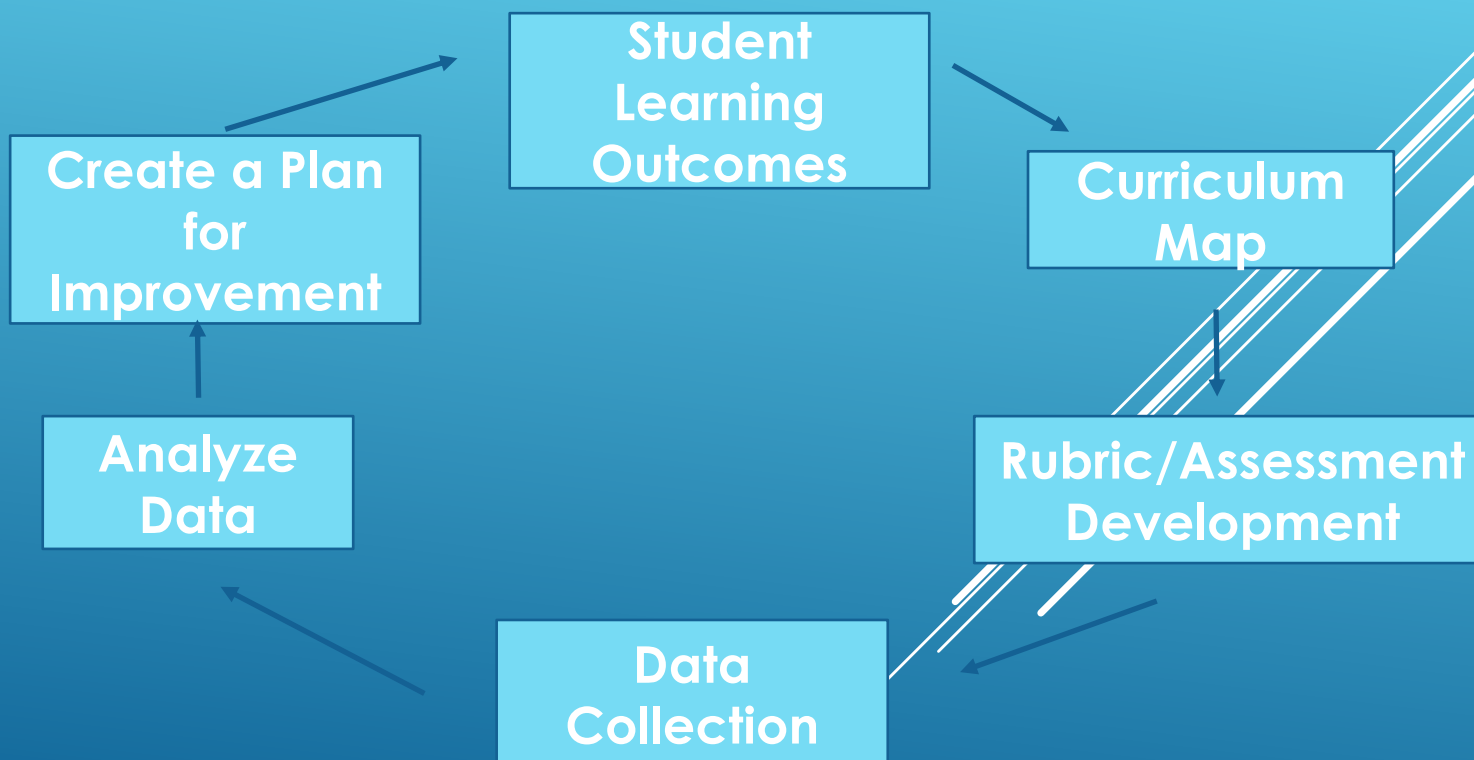 Student
Learning
Outcomes
Curriculum
Map
Rubric/Assessment
Development
Data
Collection
Analyze
Data
Create a Plan
for
Improvement